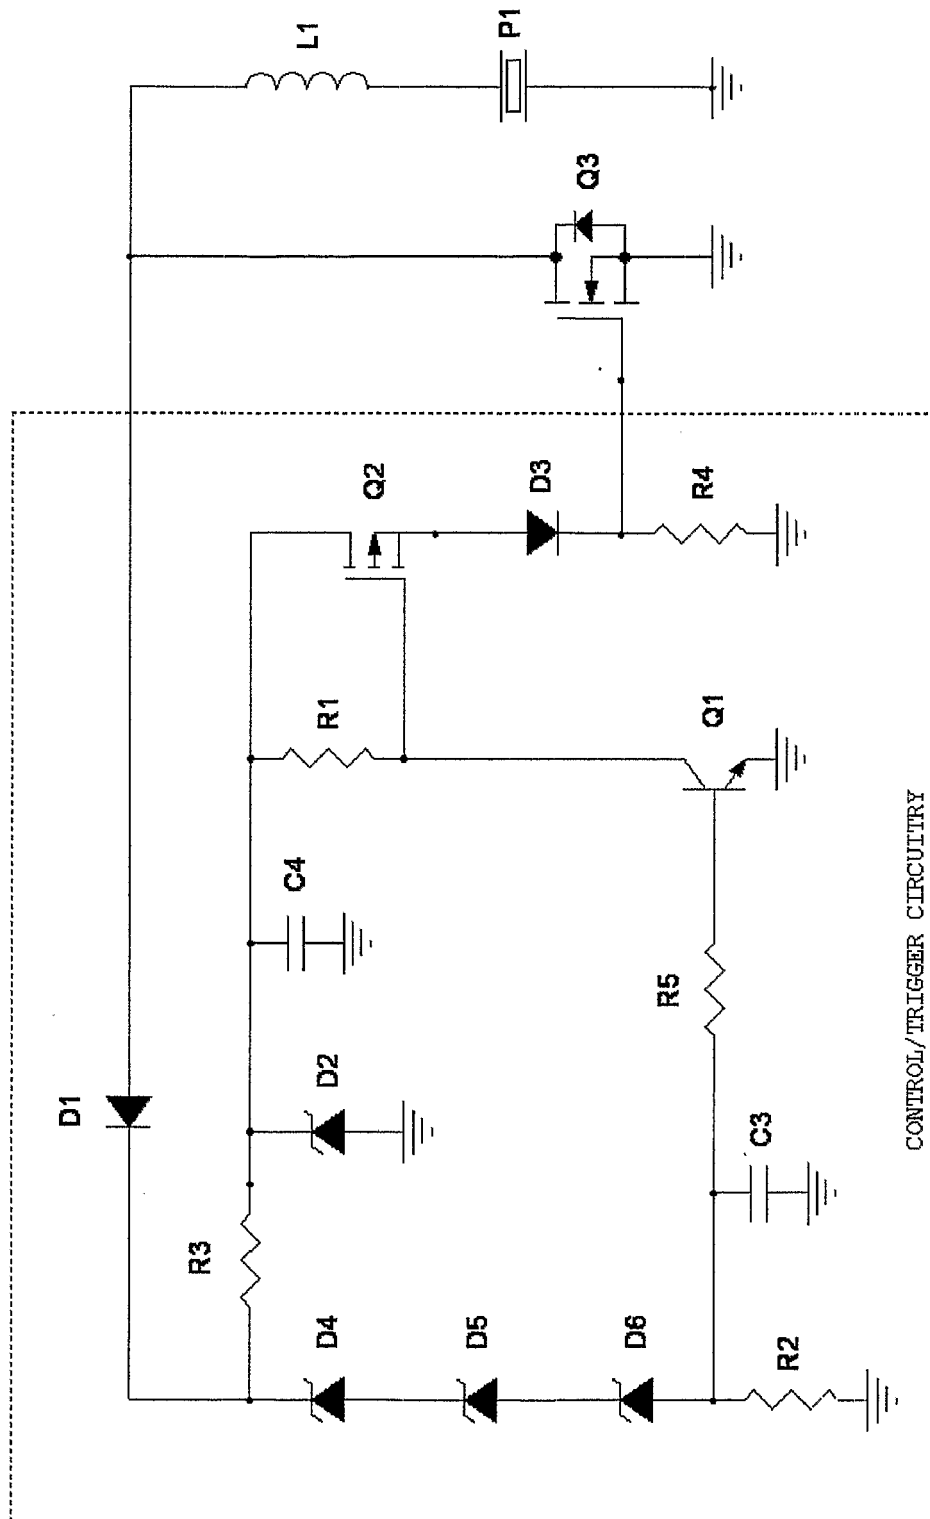 D1
L1
P1
Q3
Q2
D3
R4
R1
Q1
C4
R5
D2
C3
R3
D4
D5
D6
R2
CONTROL/TRIGGER CIRCUITRY